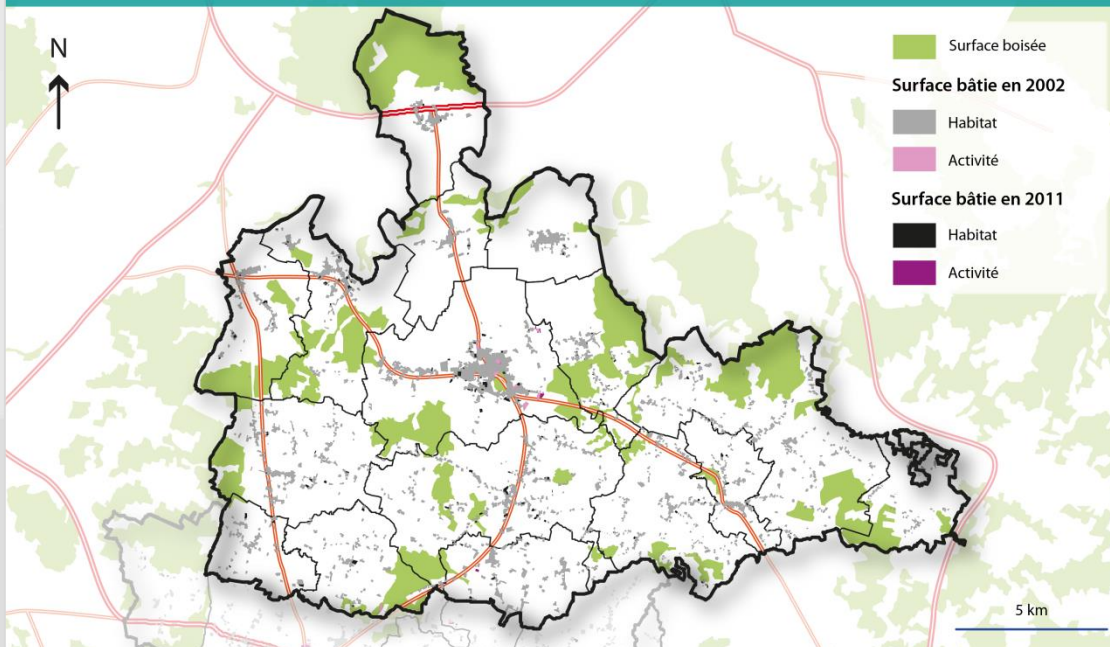 N
Surface boisée
Surface bâtie en 2002
Habitat
Activité
Surface bâtie en 2011
Habitat
Activité
5 km